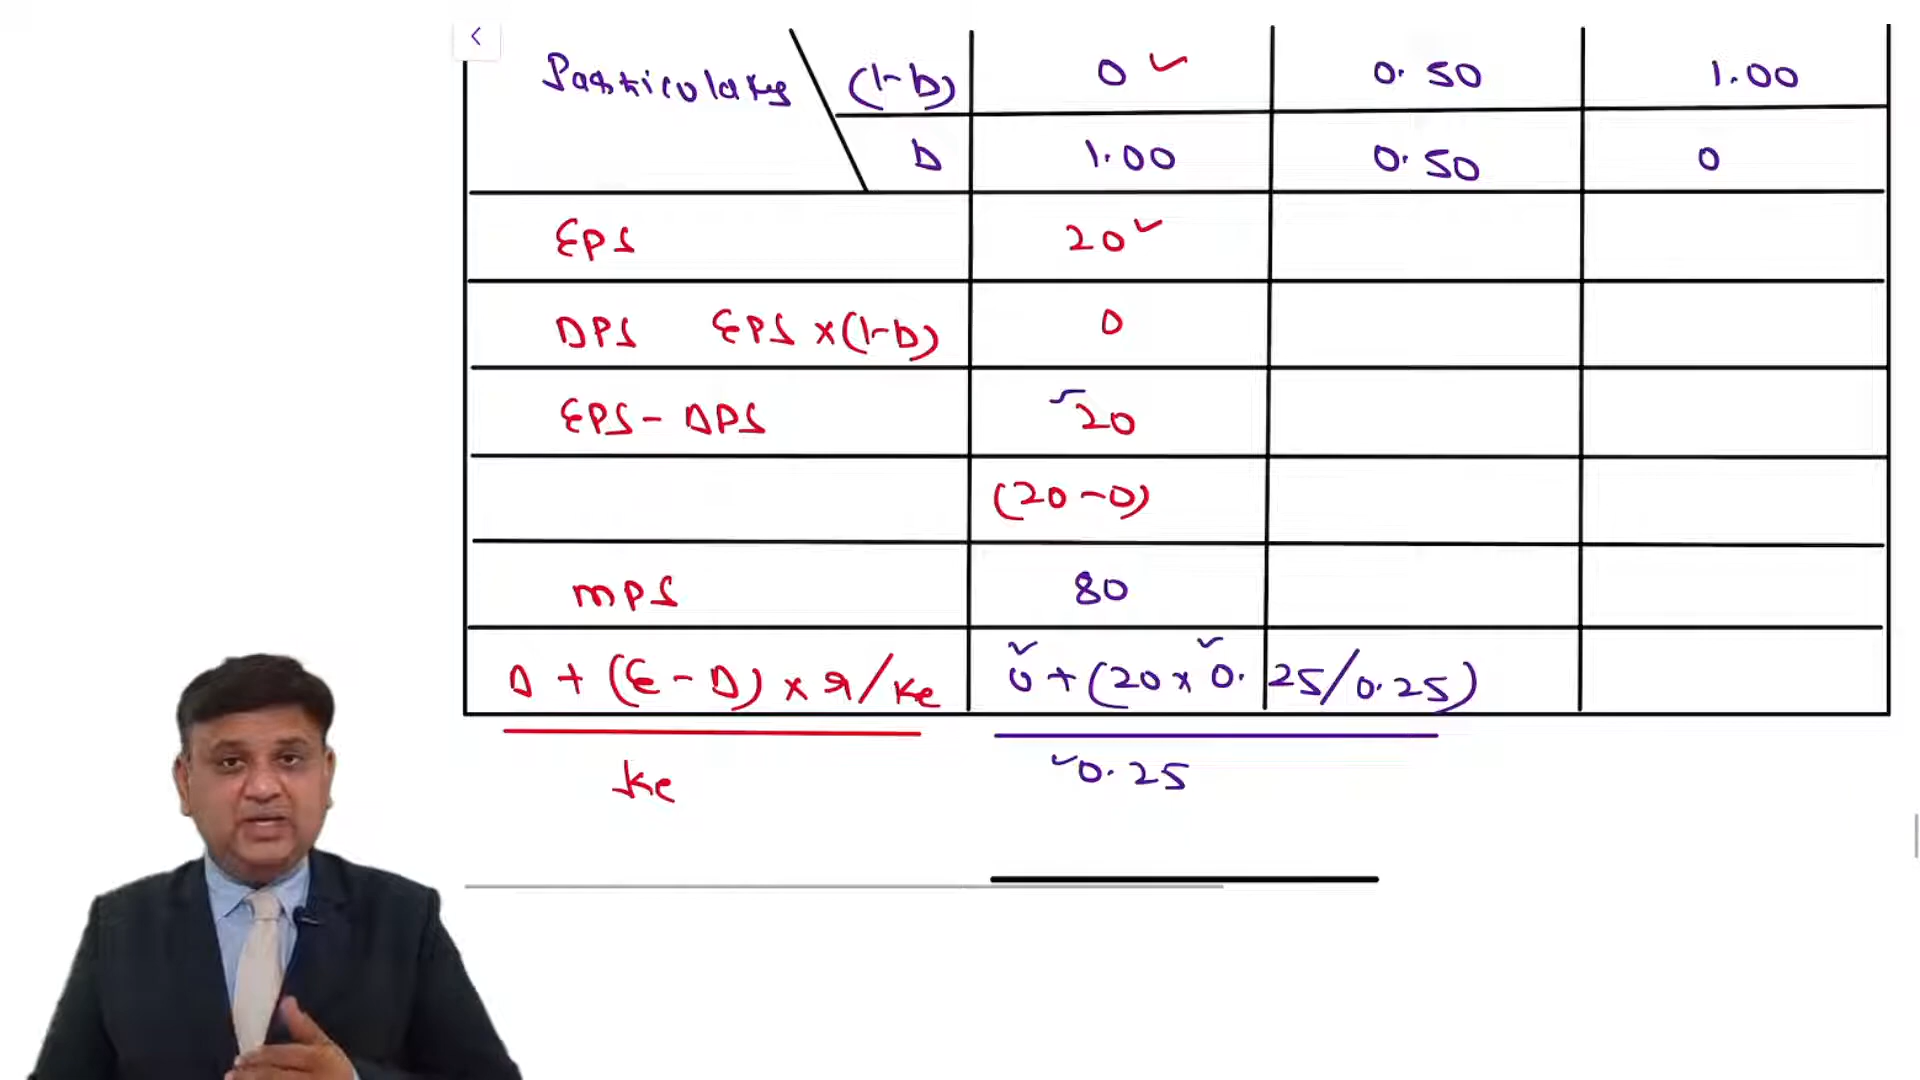 Particulars (1-b) 0 0.50 1.00
b 1.00 0.50 0
EPS 20
DPS EPS x (1-b) 0
EPS - DPS 20
(20-0)
MPS 80
D + (E - D) x r/ke 0 + (20 x 0.25/0.25)
ke 0.25